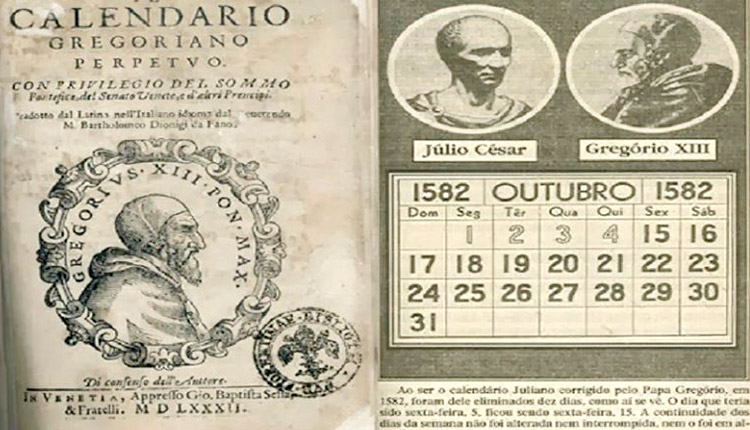 CALENDARIO
GREGORIANO
PERPETVO.
CON PRIVILEGIO DEL SOMMO
Pontefice, del Senato Veneto, e d'altri Prencipi.
Tradotto dal Latino nell'Italiano idioma dal Reuerendo
M. Bartholomeo Dionigi da Fano.
GREGORIVS. XIII. PON. MAX.
Di consenso dell'Auttore.
IN VENETIA, Appresso Gio. Baptista Sessa,
& Fratelli. M D LXXXII.
Júlio César
Gregório XIII
1582 OUTUBRO 1582
Dom Seg Têr Qua Qui Sex Sáb
1 2 3 4 15 16
17 18 19 20 21 22 23
24 25 26 27 28 29 30
31
Ao ser o calendário Juliano corrigido pelo Papa Gregório, em
1582, foram dele eliminados dez dias, como aí se vê. O dia que teria
sido sexta-feira, 5, ficou sendo sexta-feira, 15. A continuidade dos
dias da semana não foi alterada nem interrompida, nem o foi em